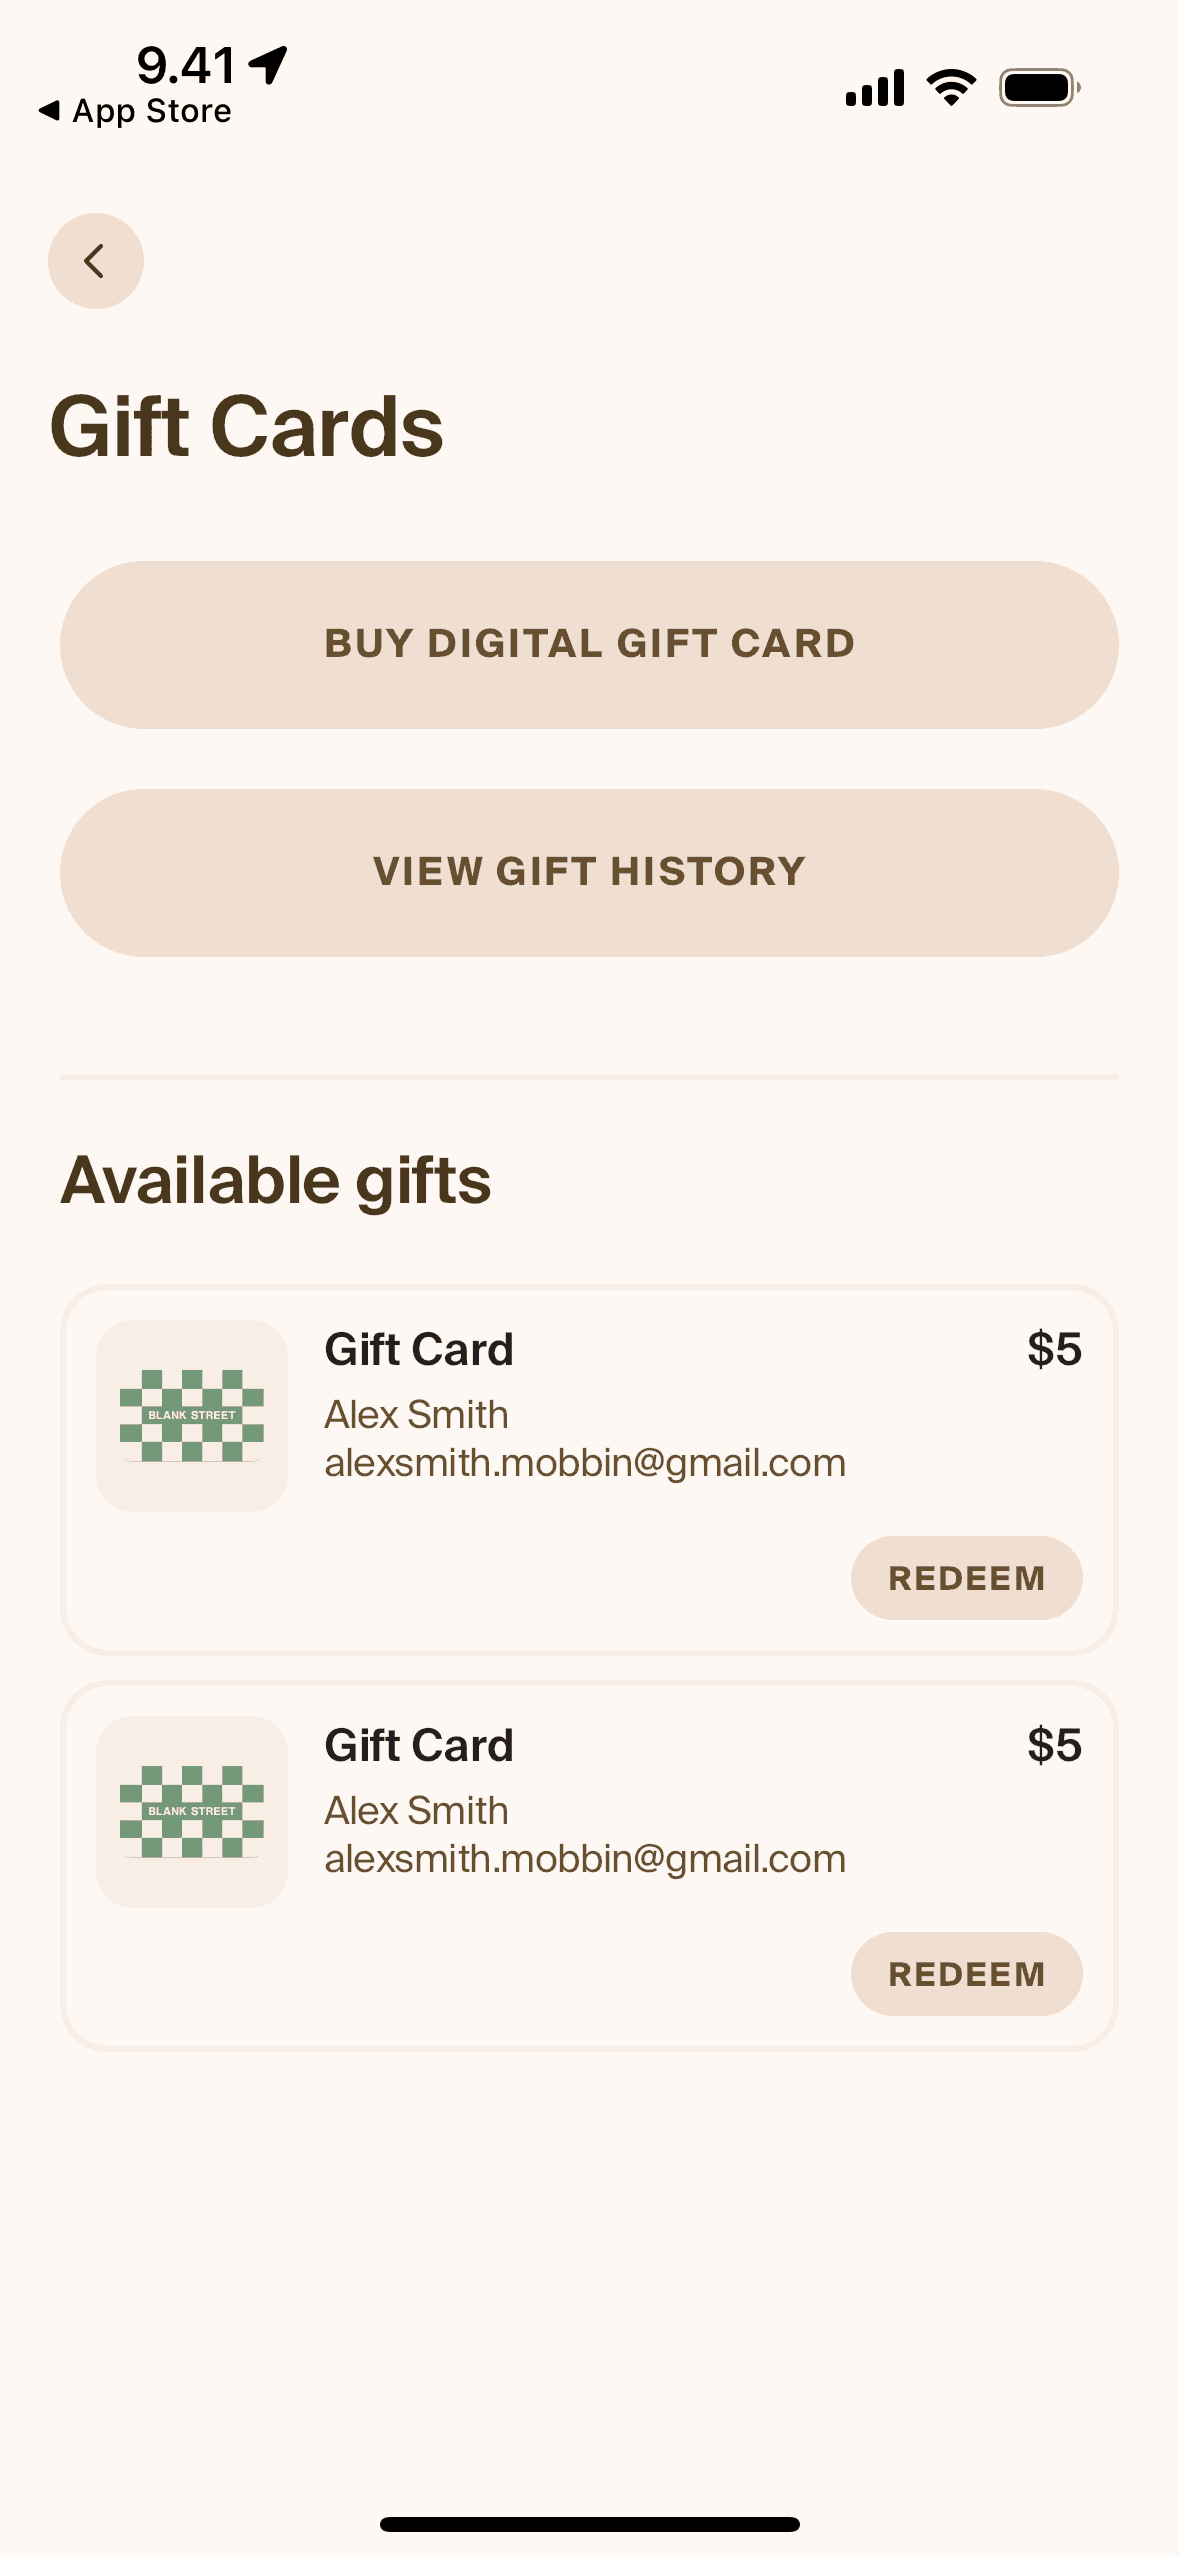 9.41
App Store
Gift Cards
BUY DIGITAL GIFT CARD
VIEW GIFT HISTORY
Available gifts
Gift Card $5
BLANK STREET
Alex Smith
alexsmith.mobbin@gmail.com
REDEEM
Gift Card $5
BLANK STREET
Alex Smith
alexsmith.mobbin@gmail.com
REDEEM